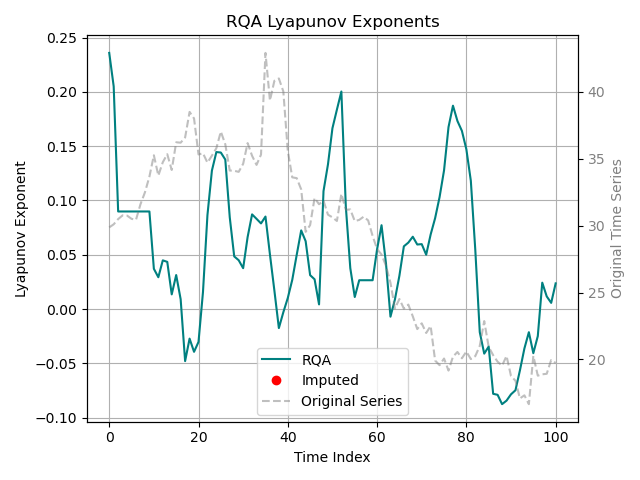 RQA Lyapunov Exponents
0.25
0.20
0.15
0.10
0.05
0.00
−0.05
−0.10
Lyapunov Exponent
40
35
30
25
20
Original Time Series
RQA
Imputed
Original Series
0 20 40 60 80 100
Time Index